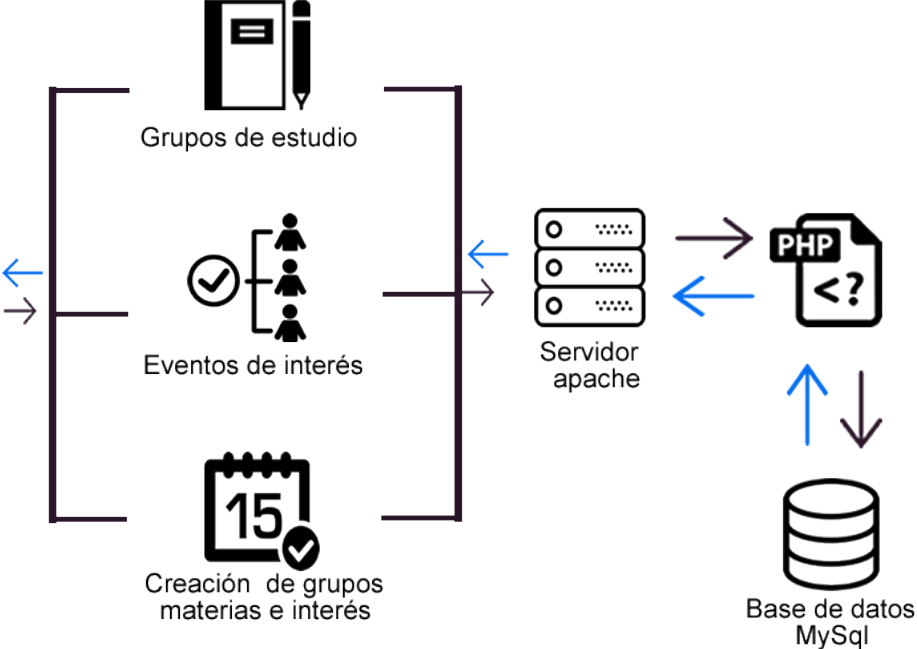 Grupos de estudio
Eventos de interés
15
Creación de grupos
materias e interés
Servidor
apache
PHP
<?
Base de datos
MySql